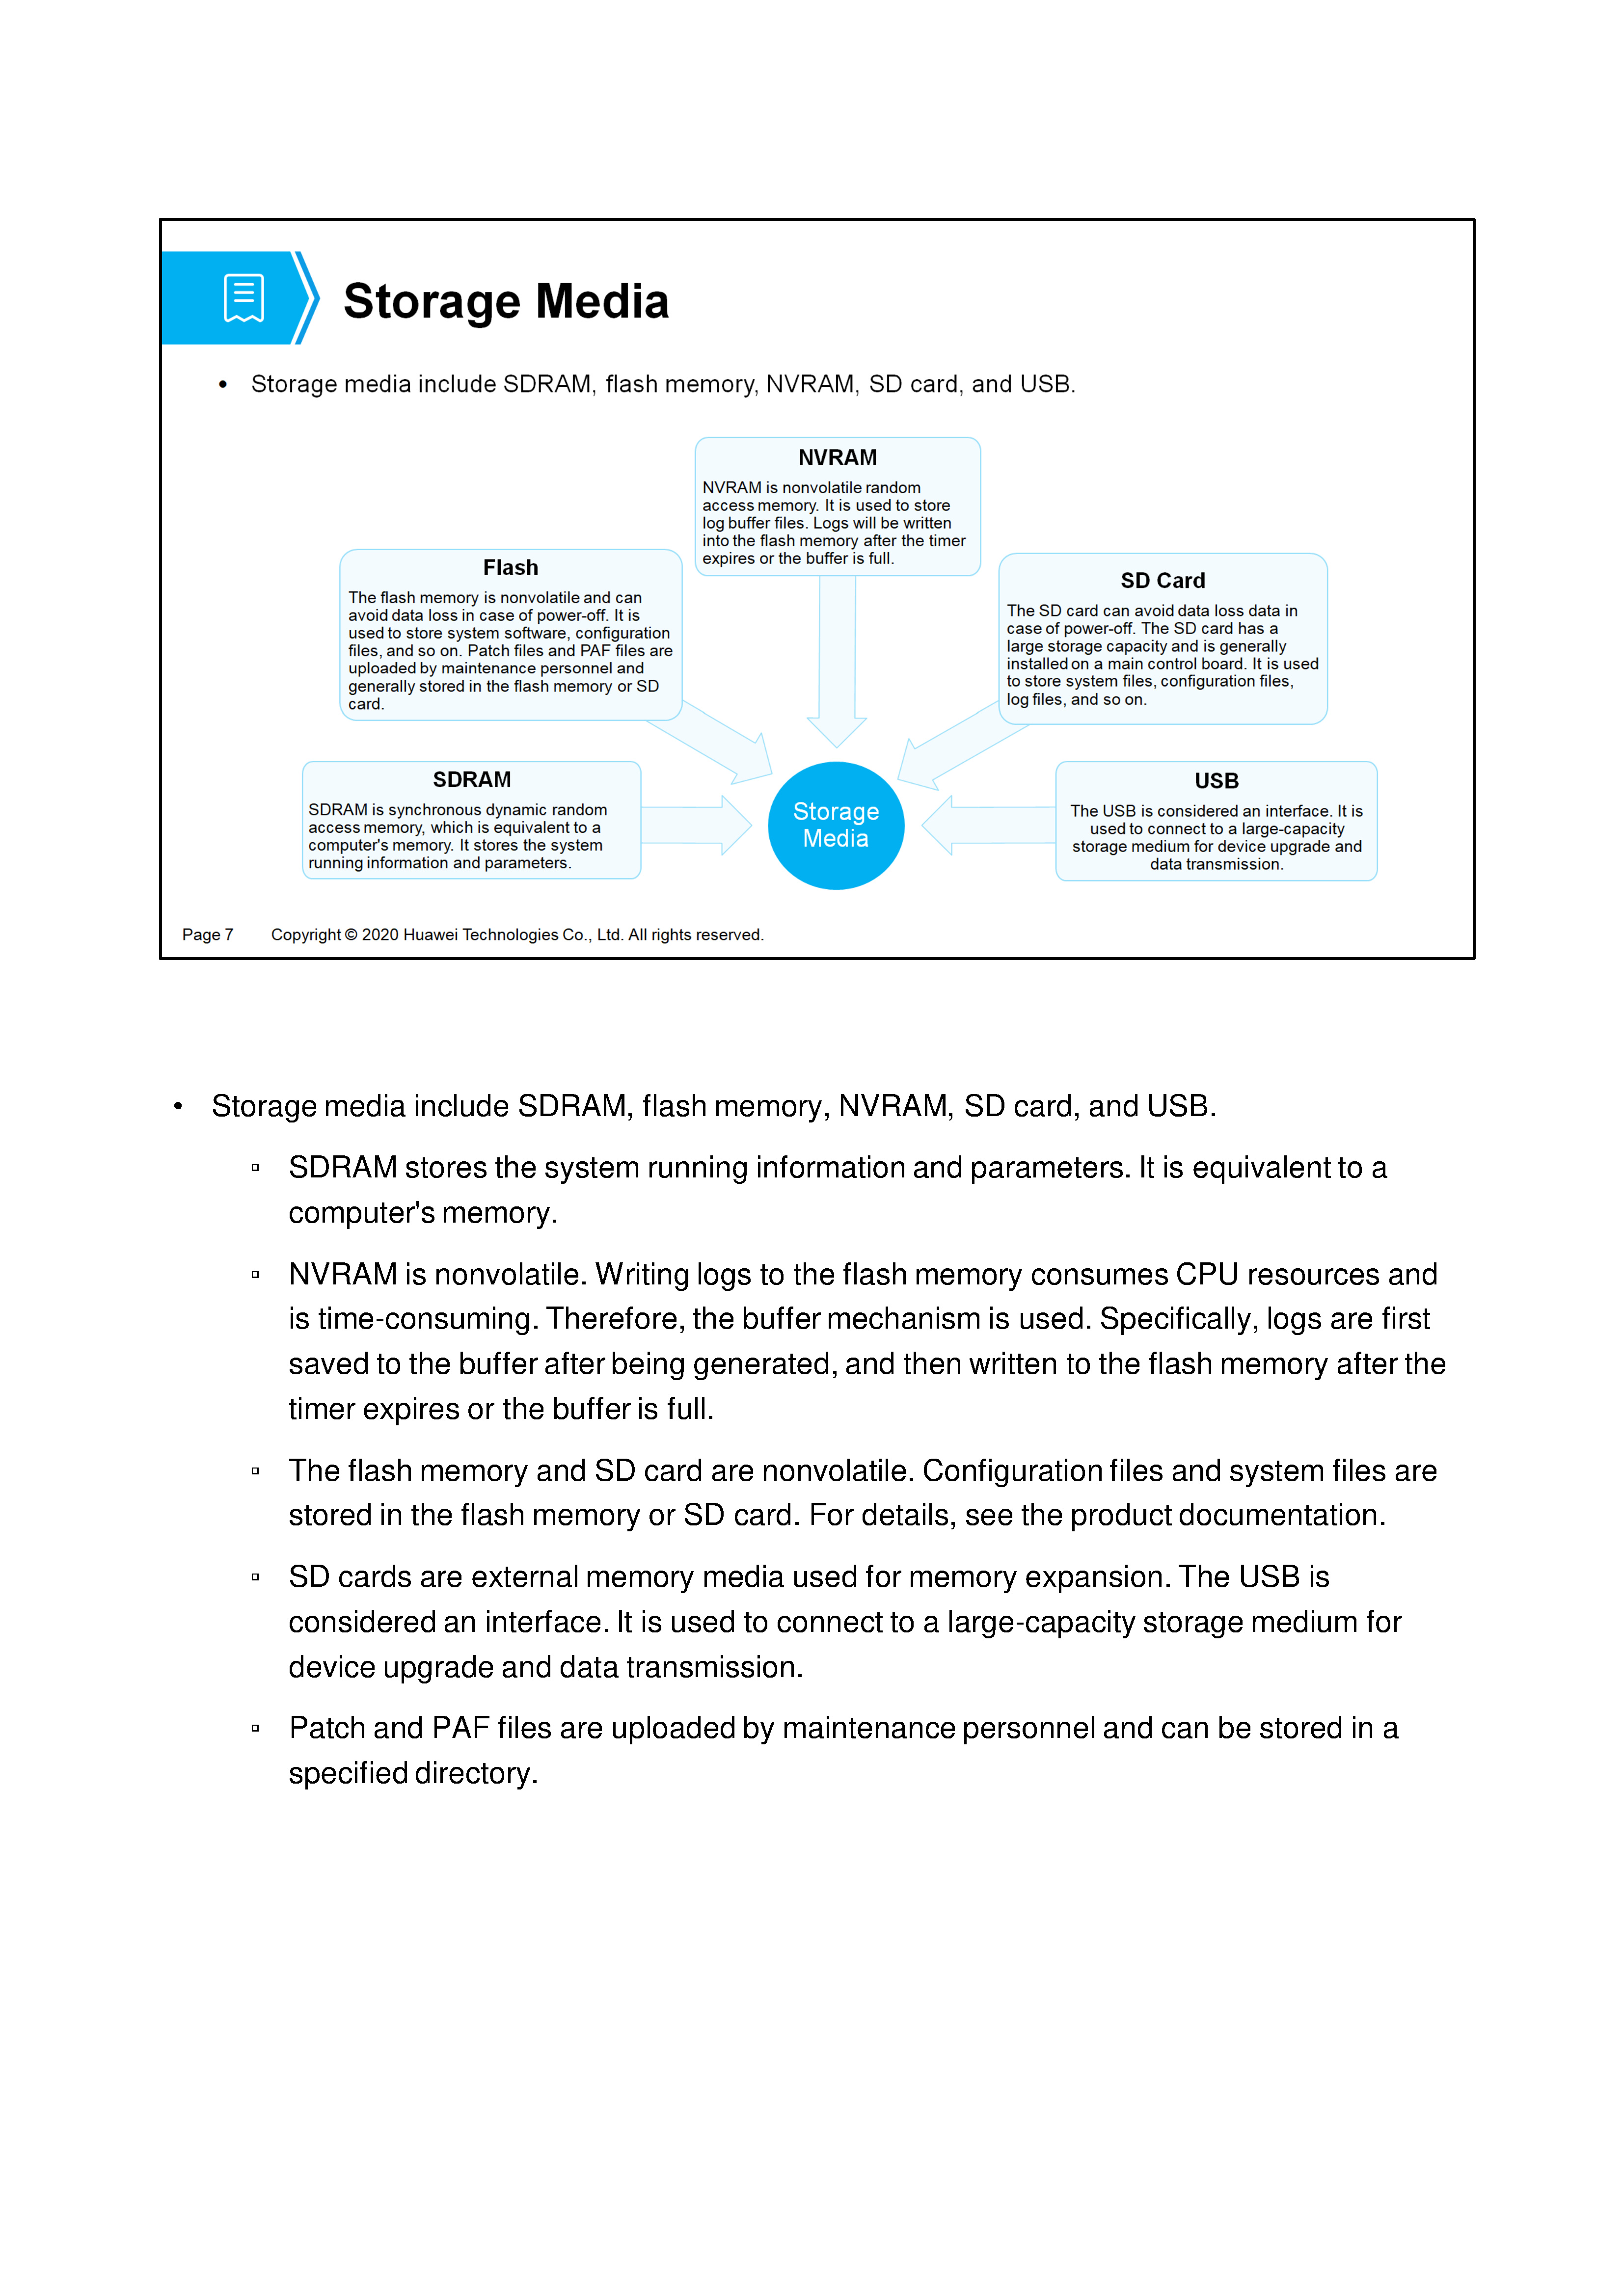 Storage Media
• Storage media include SDRAM, flash memory, NVRAM, SD card, and USB.
NVRAM
NVRAM is nonvolatile random
access memory. It is used to store
log buffer files. Logs will be written
into the flash memory after the timer
expires or the buffer is full.
Flash
The flash memory is nonvolatile and can
avoid data loss in case of power-off. It is
used to store system software, configuration
files, and so on. Patch files and PAF files are
uploaded by maintenance personnel and
generally stored in the flash memory or SD
card.
SD Card
The SD card can avoid data loss data in
case of power-off. The SD card has a
large storage capacity and is generally
installed on a main control board. It is used
to store system files, configuration files,
log files, and so on.
SDRAM
SDRAM is synchronous dynamic random
access memory, which is equivalent to a
computer's memory. It stores the system
running information and parameters.
Storage
Media
USB
The USB is considered an interface. It is
used to connect to a large-capacity
storage medium for device upgrade and
data transmission.
Page 7 Copyright © 2020 Huawei Technologies Co., Ltd. All rights reserved.
• Storage media include SDRAM, flash memory, NVRAM, SD card, and USB.
▫ SDRAM stores the system running information and parameters. It is equivalent to a
computer's memory.
▫ NVRAM is nonvolatile. Writing logs to the flash memory consumes CPU resources and
is time-consuming. Therefore, the buffer mechanism is used. Specifically, logs are first
saved to the buffer after being generated, and then written to the flash memory after the
timer expires or the buffer is full.
▫ The flash memory and SD card are nonvolatile. Configuration files and system files are
stored in the flash memory or SD card. For details, see the product documentation.
▫ SD cards are external memory media used for memory expansion. The USB is
considered an interface. It is used to connect to a large-capacity storage medium for
device upgrade and data transmission.
▫ Patch and PAF files are uploaded by maintenance personnel and can be stored in a
specified directory.